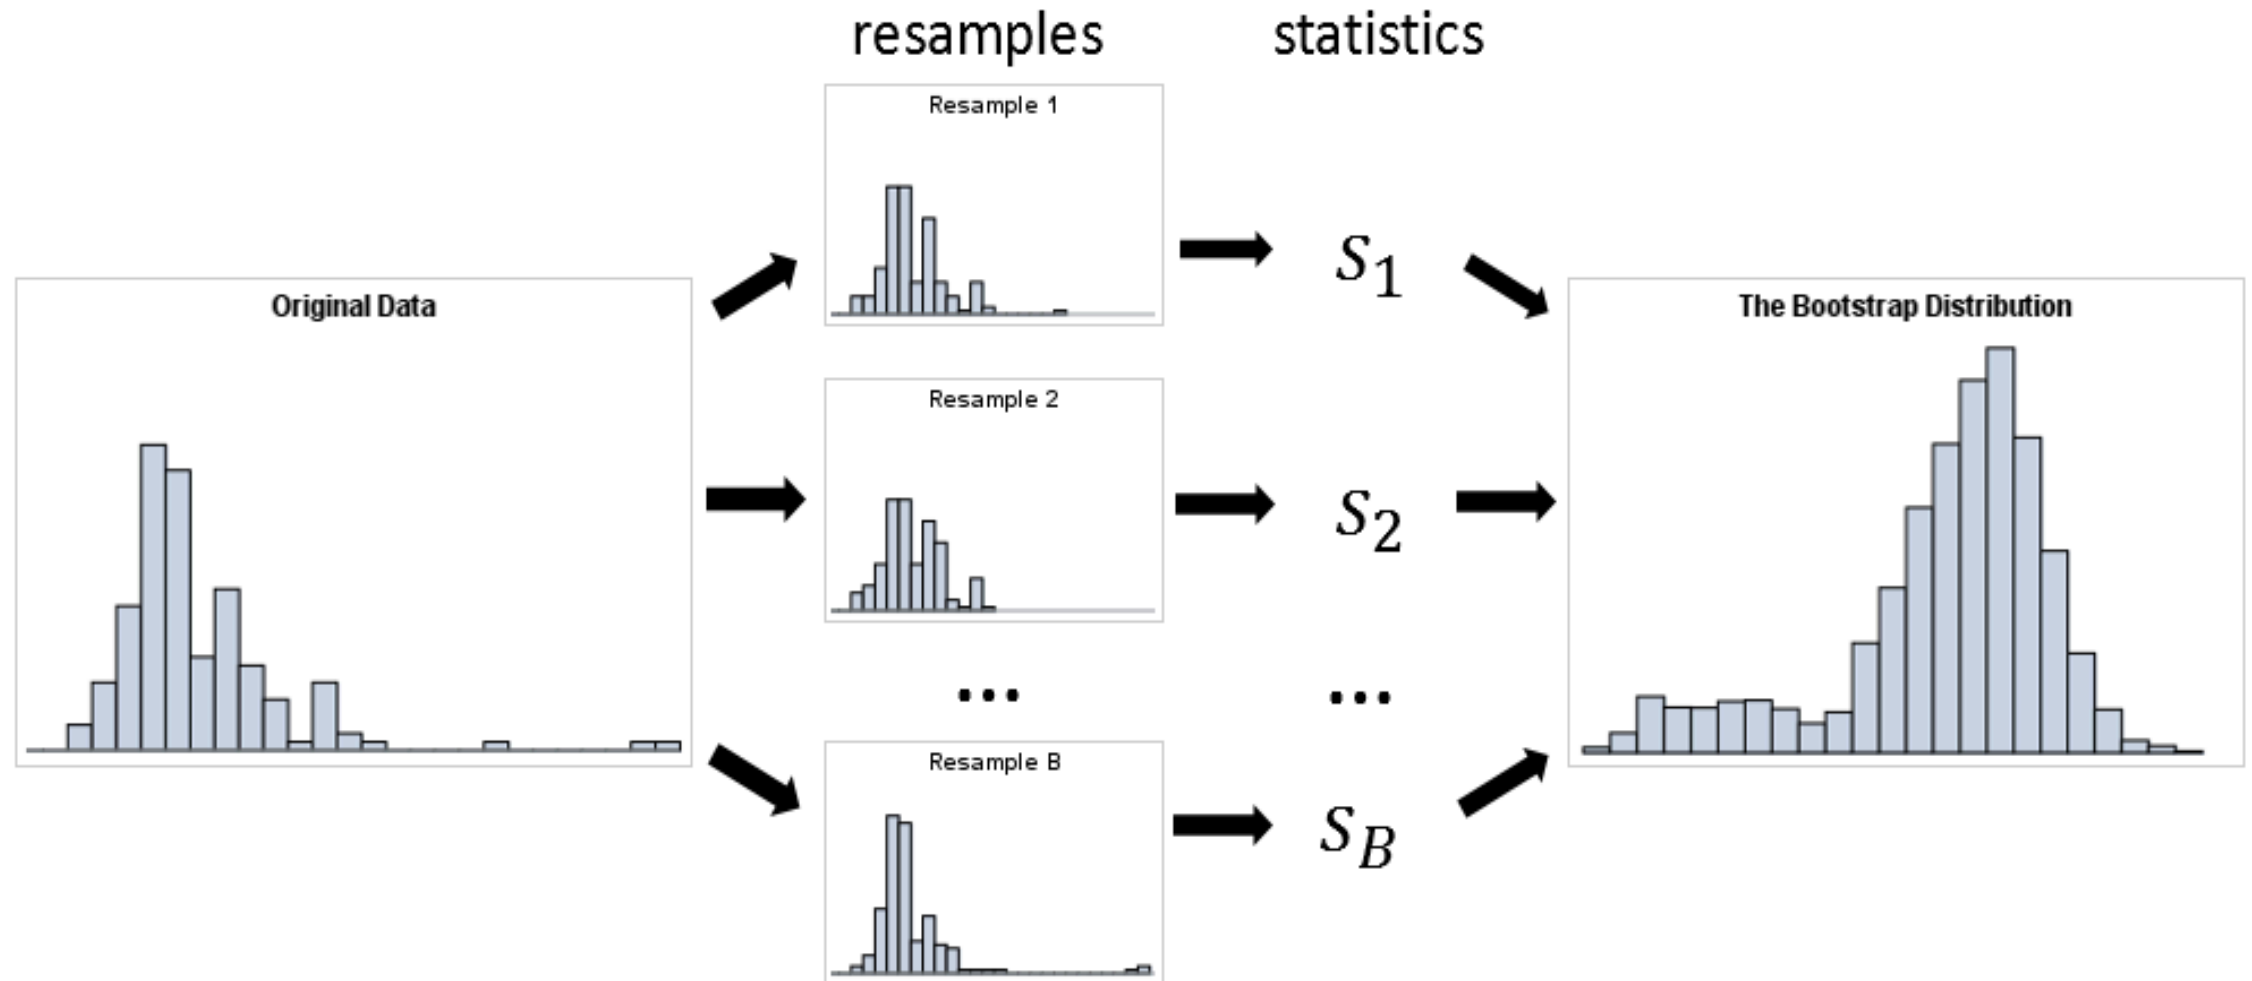 resamples
statistics
Resample 1
S1
Original Data
The Bootstrap Distribution
Resample 2
S2
...
...
Resample B
SB